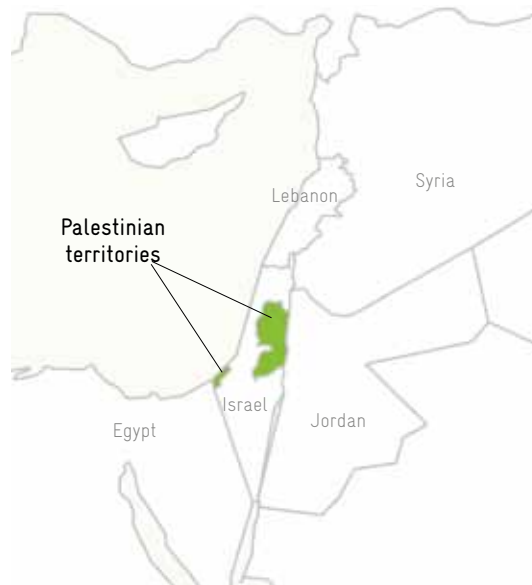 Lebanon
Syria
Palestinian
territories
Israel
Jordan
Egypt